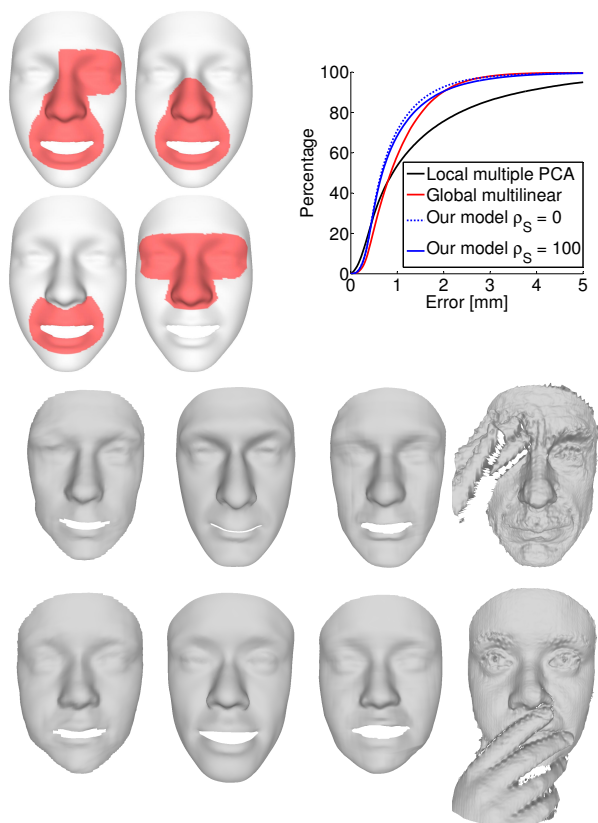 100
80
60
40
20
0
Percentage
Local multiple PCA
Global multilinear
Our model ρS = 0
Our model ρS = 100
0 1 2 3 4 5
Error [mm]